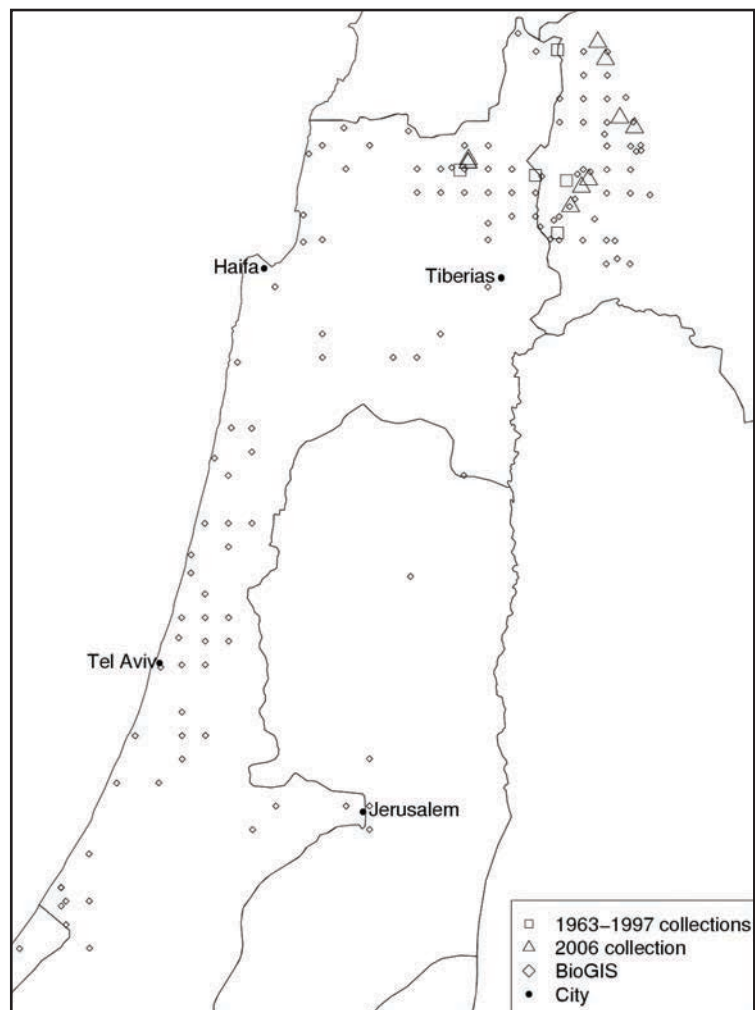 Haifa
Tiberias
Tel Aviv
Jerusalem
1963–1997 collections
2006 collection
BioGIS
City